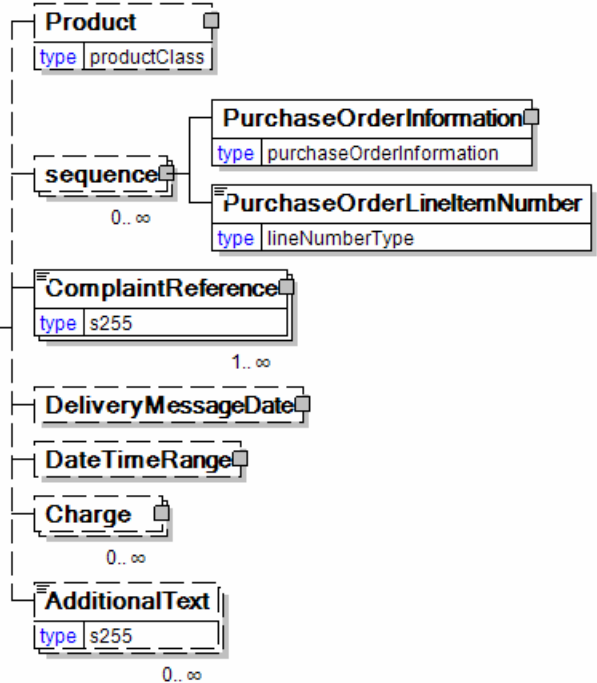 Product
type productClass
PurchaseOrderInformation
type purchaseOrderInformation
sequence
0.. ∞
PurchaseOrderLineItemNumber
type lineNumberType
ComplaintReference
type s255
1.. ∞
DeliveryMessageDate
DateTimeRange
Charge
0.. ∞
AdditionalText
type s255
0.. ∞